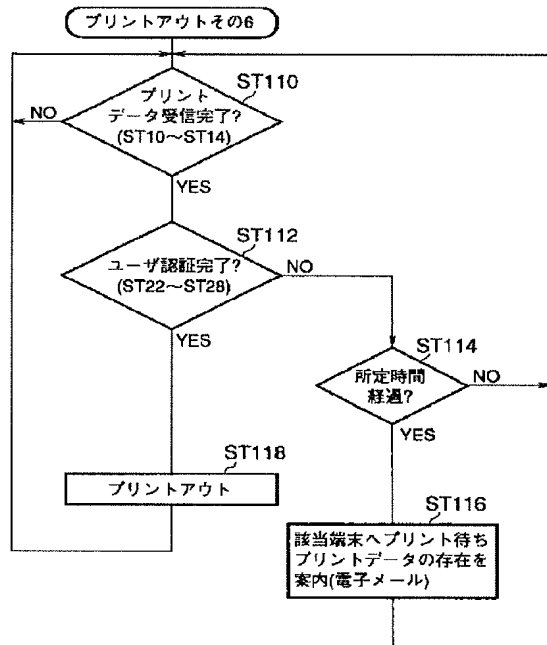 プリントアウトその6
ST110
プリント
データ受信完了?
(ST10～ST14)
NO
YES
ST112
ユーザ認証完了?
(ST22～ST28)
NO
YES
ST114
所定時間
経過?
NO
YES
ST118
プリントアウト
ST116
該当端末へプリント待ち
プリントデータの存在を
案内(電子メール)